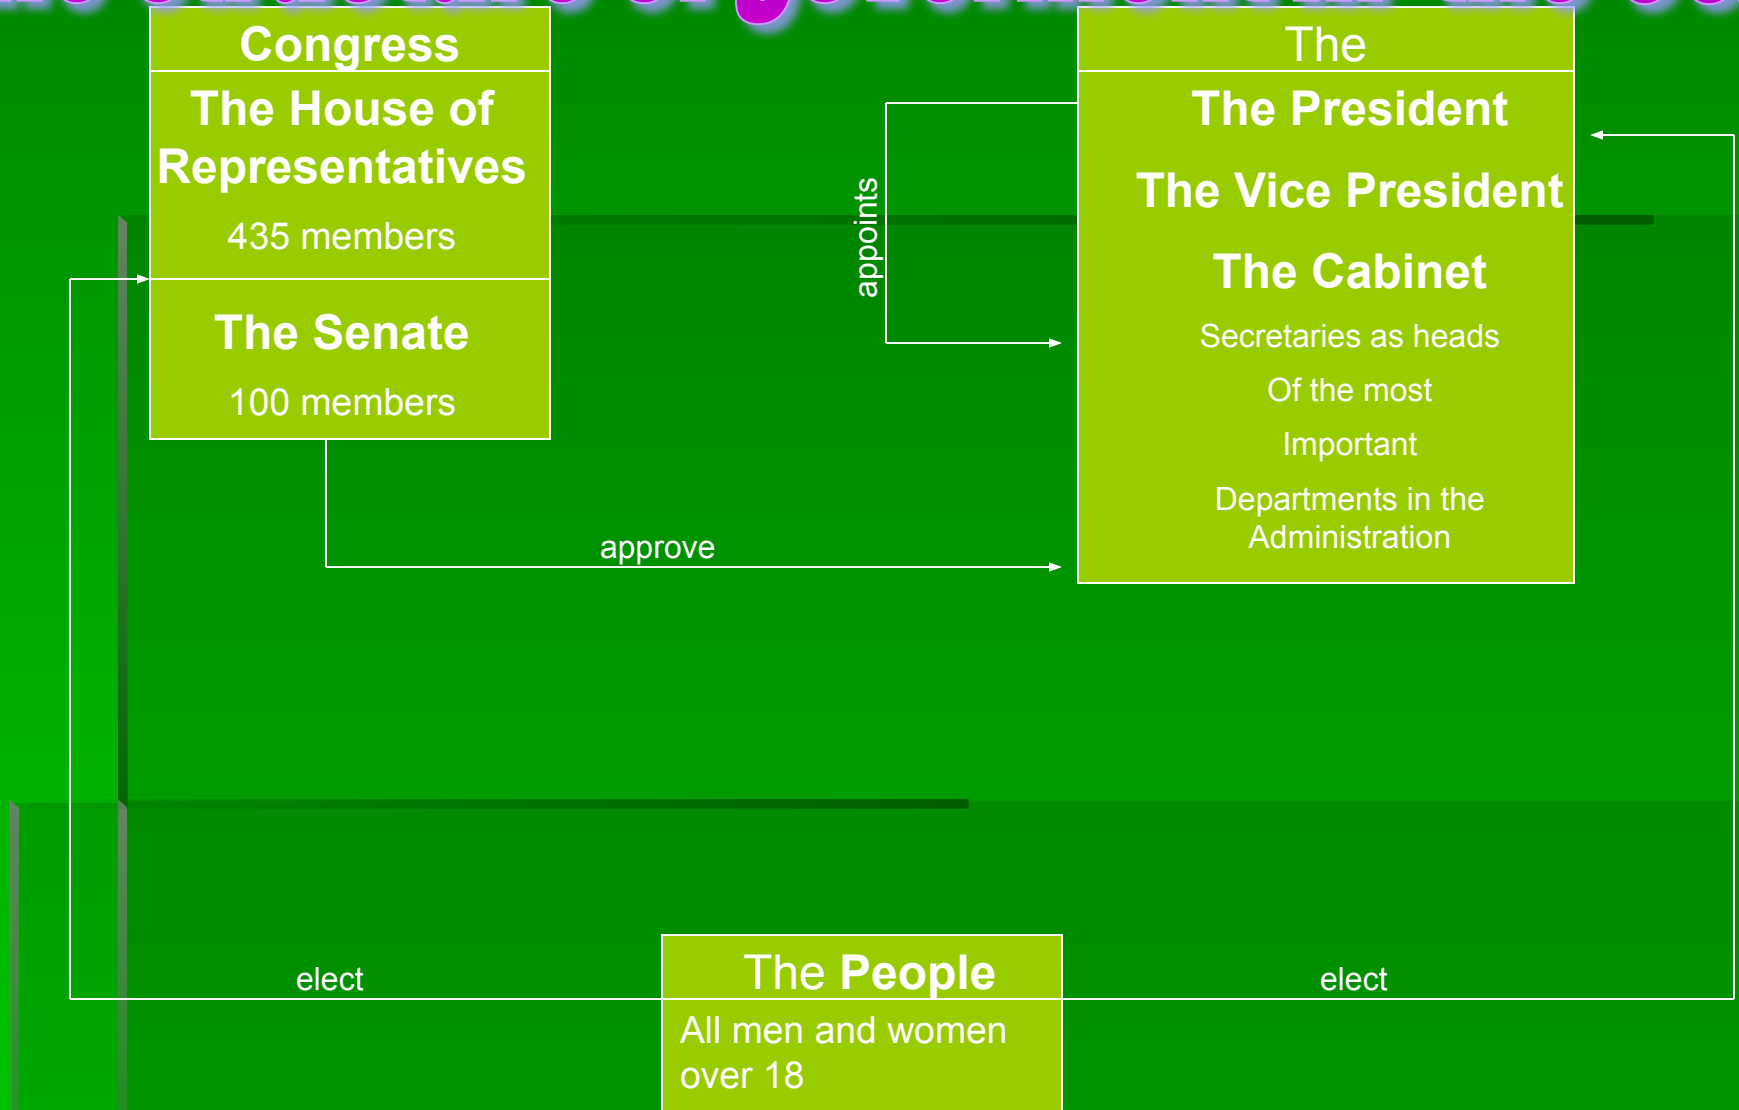 Congress
The House of
Representatives
435 members
The Senate
100 members
The
The President
The Vice President
The Cabinet
Secretaries as heads
Of the most
Important
Departments in the
Administration
appoints
approve
elect
The People
All men and women
over 18
elect